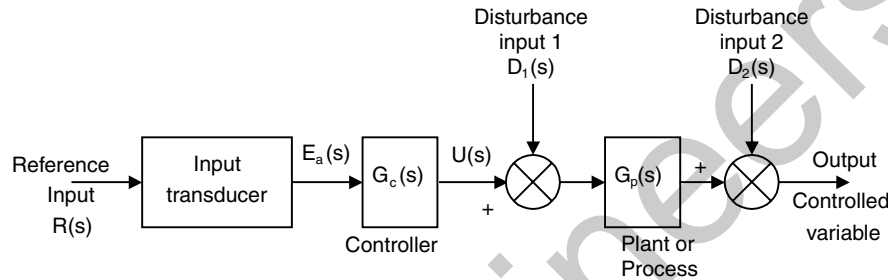 Disturbance
input 1
D₁(s)
Disturbance
input 2
D₂(s)
Reference
Input
R(s)
Input
transducer
Eₐ(s)
G꜀(s)
Controller
U(s)
+
Gₚ(s)
Plant or
Process
+
Output
Controlled
variable
ineers